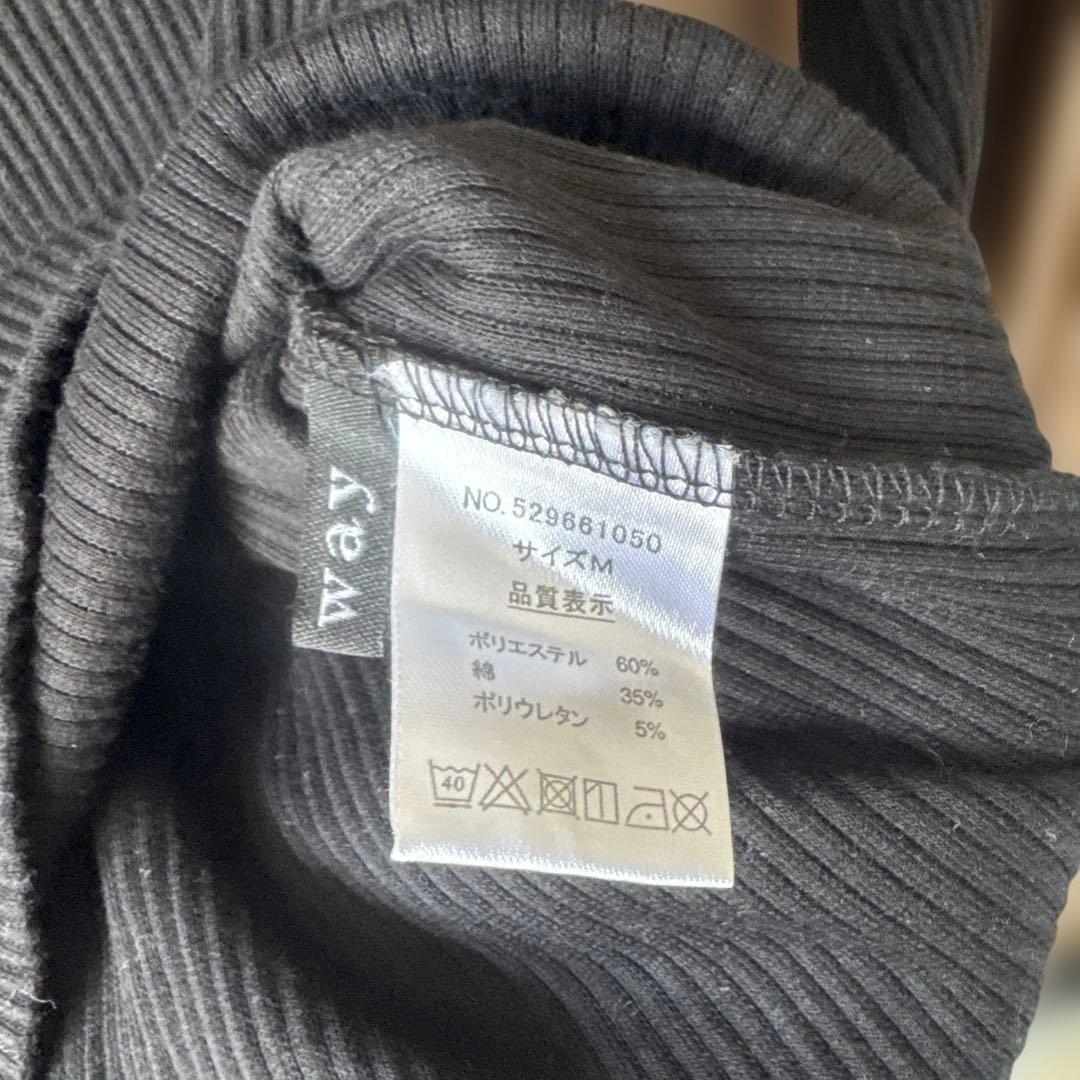 way
NO.529661050
サイズM
品質表示
ポリエステル 60%
綿 35%
ポリウレタン 5%
40